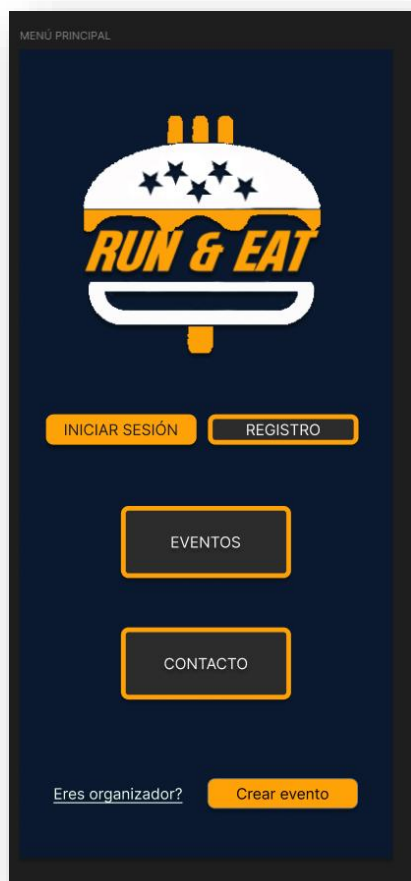 MENÚ PRINCIPAL
RUN & EAT
INICIAR SESIÓN
REGISTRO
EVENTOS
CONTACTO
Eres organizador?
Crear evento